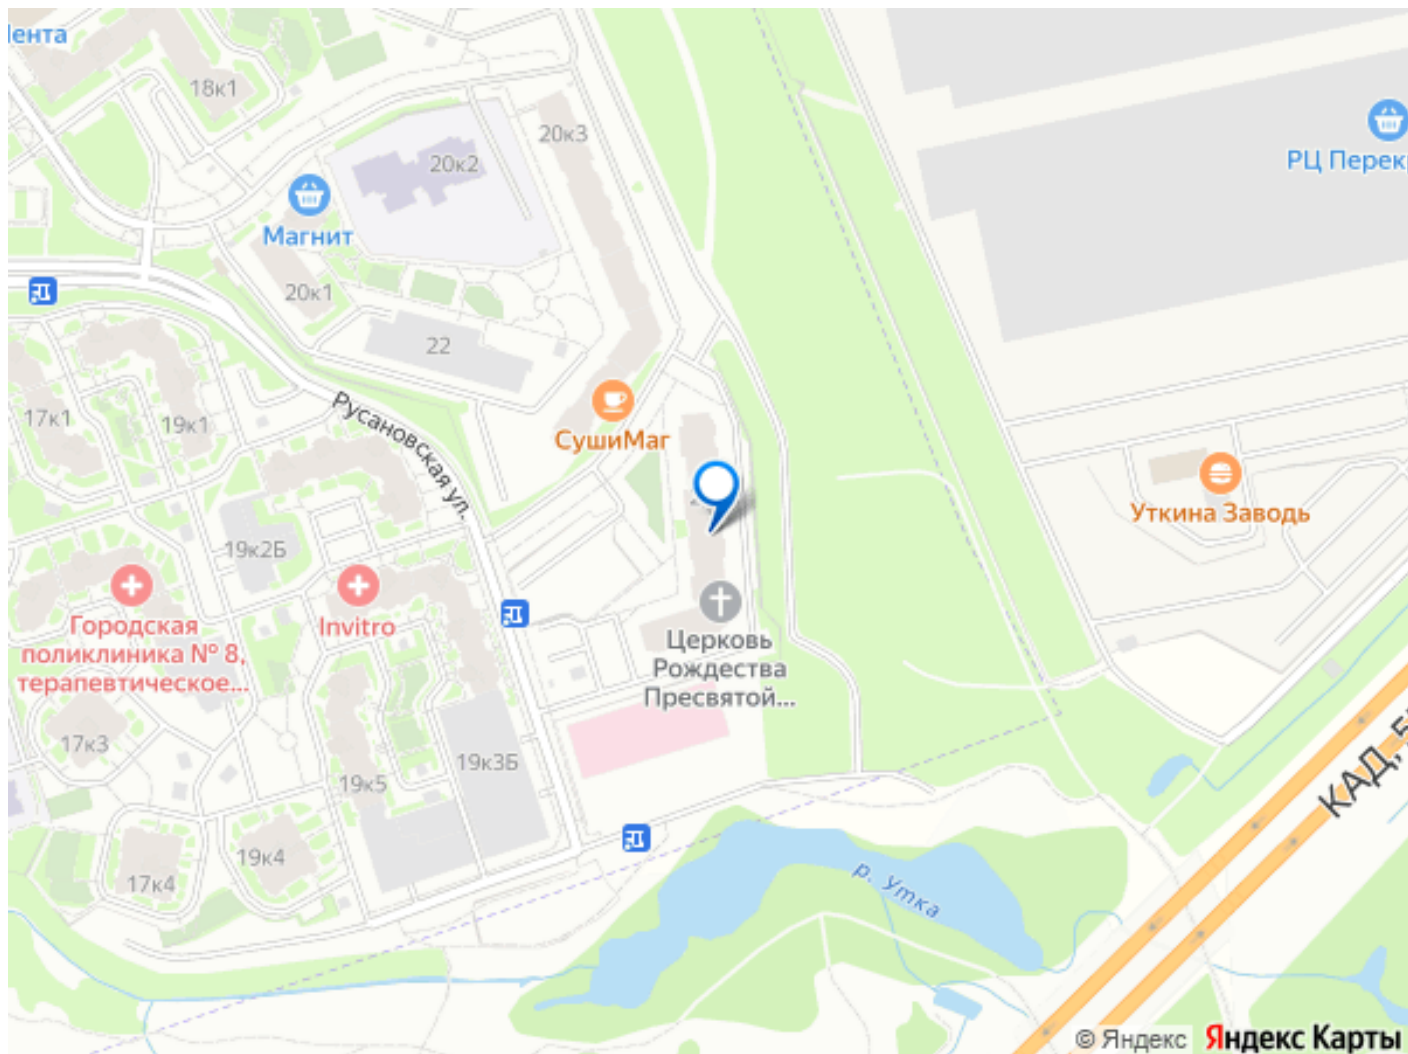 Лента
18к1
20к3
20к2
РЦ Перек
Магнит
20к1
22
17к1
19к1
Русановская ул.
СушиМаг
Уткина Заводь
19к2Б
Городская
поликлиника № 8,
терапевтическое...
Invitro
Церковь
Рождества
Пресвятой...
17к3
19к5
19к3Б
КАД, 5
19к4
17к4
р. Утка
© Яндекс Яндекс Карты